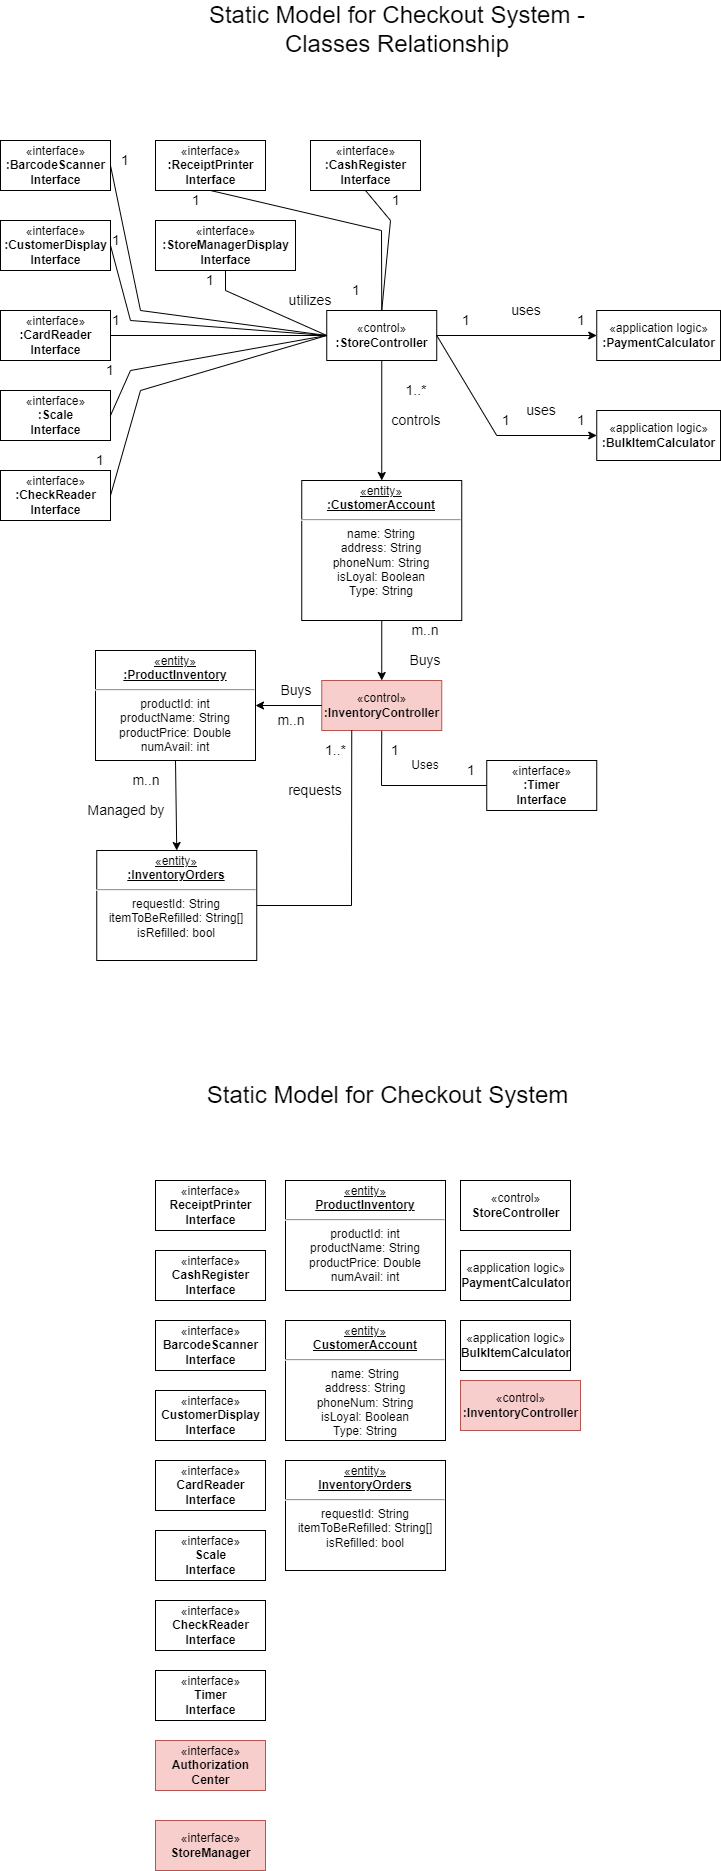 Static Model for Checkout System -
Classes Relationship
«interface»
:BarcodeScanner
Interface
1
«interface»
:ReceiptPrinter
Interface
1
«interface»
:CashRegister
Interface
1
«interface»
:CustomerDisplay
Interface
1
«interface»
:StoreManagerDisplay
Interface
1
utilizes
1
«interface»
:CardReader
Interface
1
«control»
:StoreController
1
uses
1
«application logic»
:PaymentCalculator
1
«interface»
:Scale
Interface
1..*
controls
1
uses
1
«application logic»
:BulkItemCalculator
1
«interface»
:CheckReader
Interface
«entity»
:CustomerAccount
name: String
address: String
phoneNum: String
isLoyal: Boolean
Type: String
m..n
Buys
«entity»
:ProductInventory
productId: int
productName: String
productPrice: Double
numAvail: int
Buys
m..n
«control»
:InventoryController
1..*
requests
1
Uses
1
«interface»
:Timer
Interface
m..n
Managed by
«entity»
:InventoryOrders
requestId: String
itemToBeRefilled: String[]
isRefilled: bool
Static Model for Checkout System
«interface»
ReceiptPrinter
Interface
«interface»
CashRegister
Interface
«interface»
BarcodeScanner
Interface
«interface»
CustomerDisplay
Interface
«interface»
CardReader
Interface
«interface»
Scale
Interface
«interface»
CheckReader
Interface
«interface»
Timer
Interface
«interface»
Authorization
Center
«interface»
StoreManager
«entity»
ProductInventory
productId: int
productName: String
productPrice: Double
numAvail: int
«entity»
CustomerAccount
name: String
address: String
phoneNum: String
isLoyal: Boolean
Type: String
«entity»
InventoryOrders
requestId: String
itemToBeRefilled: String[]
isRefilled: bool
«control»
StoreController
«application logic»
PaymentCalculator
«application logic»
BulkItemCalculator
«control»
:InventoryController